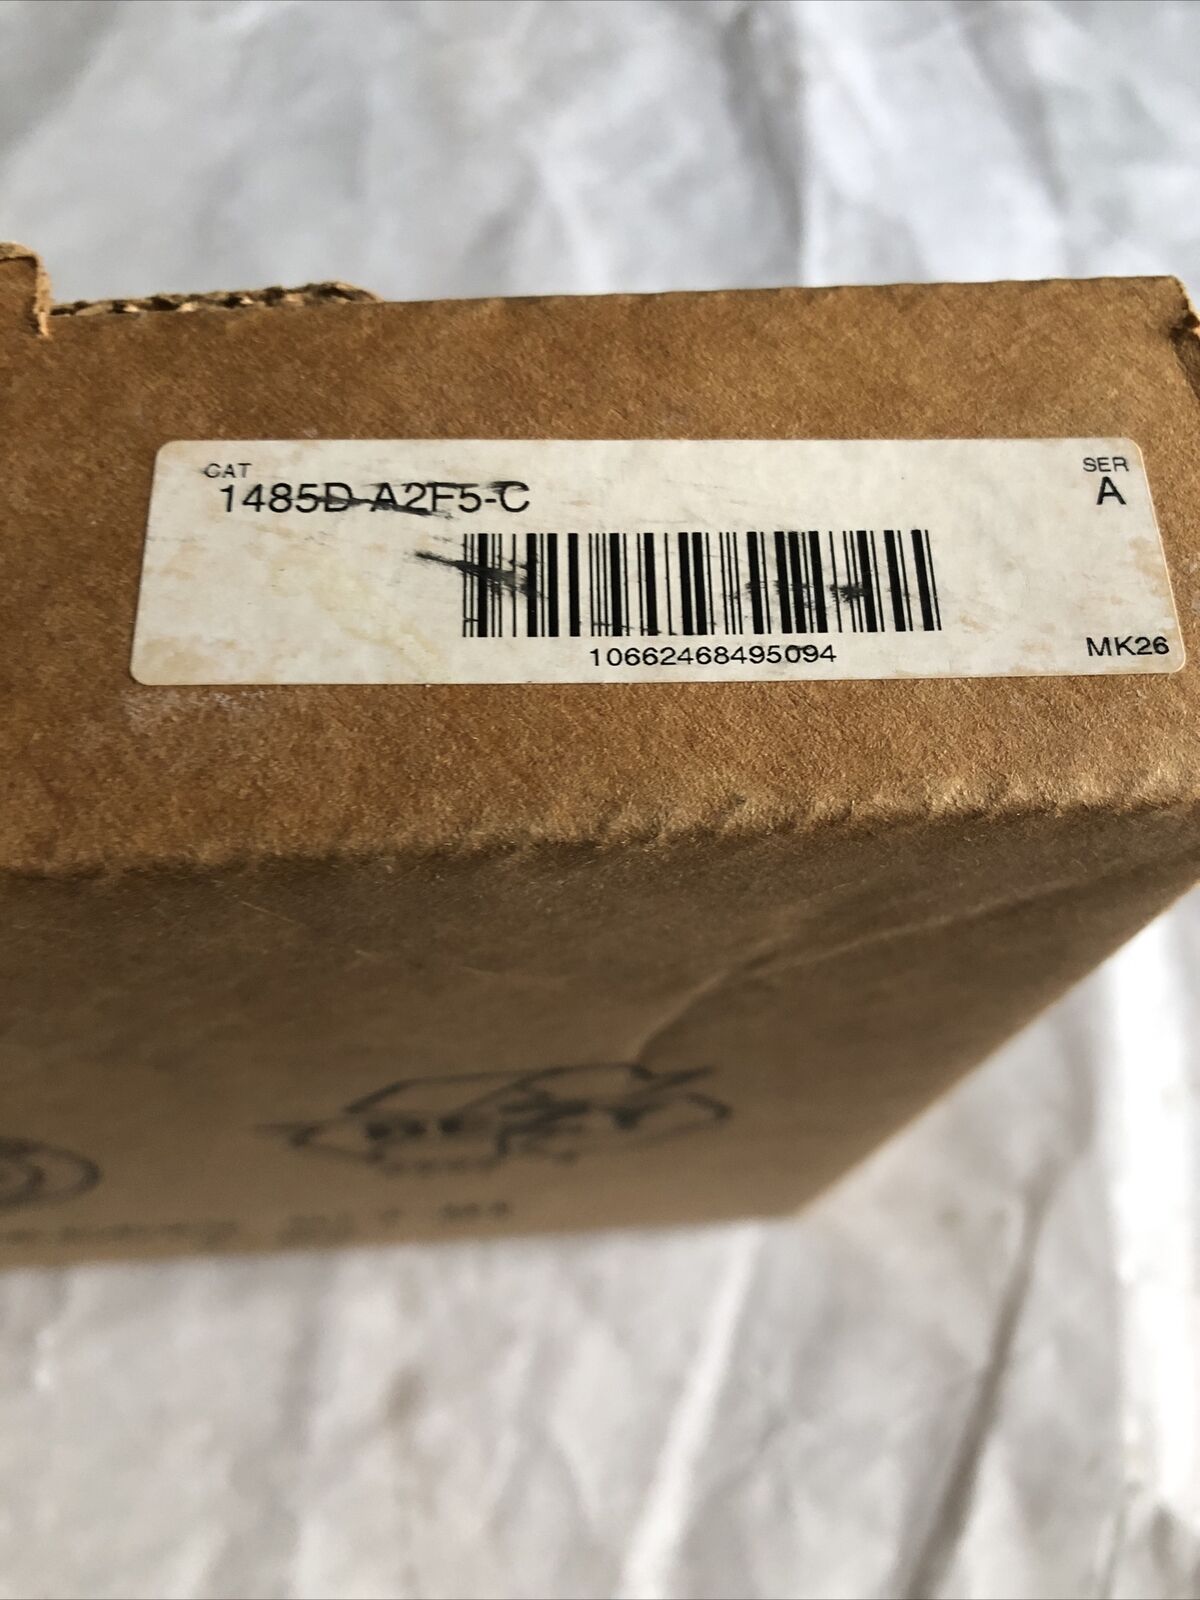 CAT
1485D-A2F5-C
SER
A
10662468495094
MK26